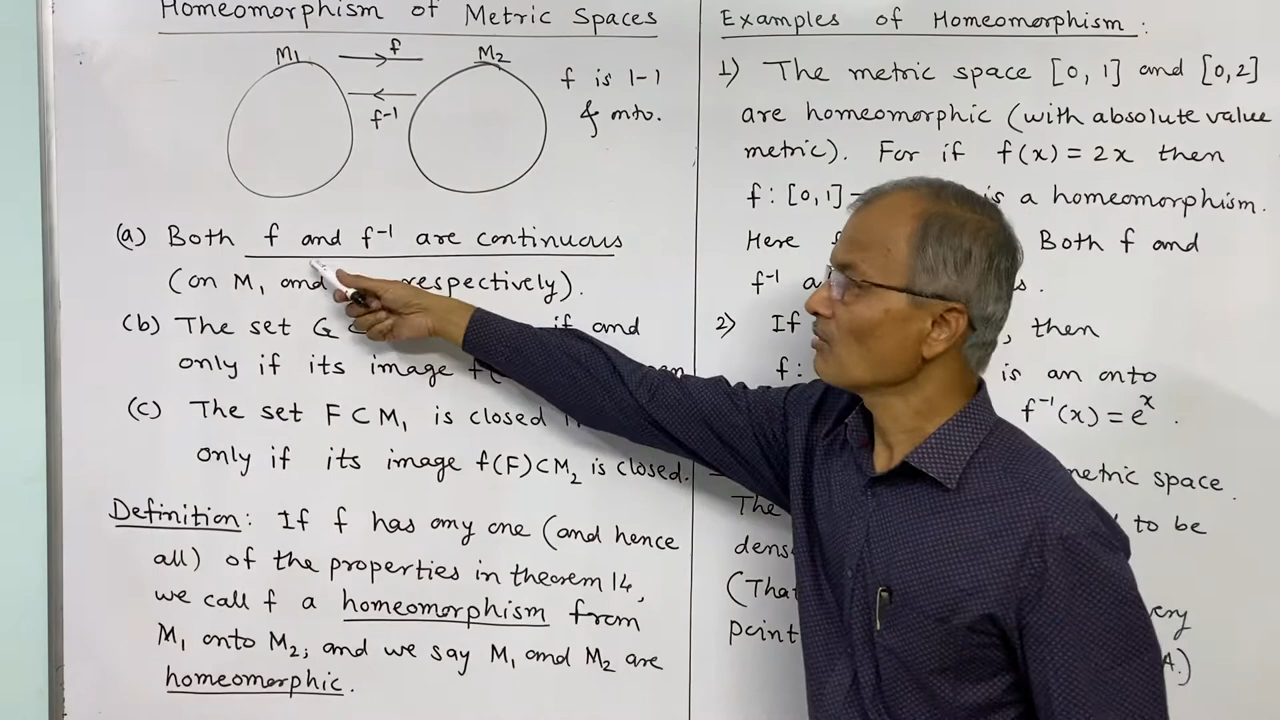 Homeomorphism of Metric Spaces
M1 f M2
f is 1-1
f⁻¹ & onto.
(a) Both f and f⁻¹ are continuous
(on M₁ and respectively).
(b) The set G if and
only if its image
(c) The set F ⊂ M₁ is closed
only if its image f(F) ⊂ M₂ is closed.
Definition: If f has any one (and hence
all) of the properties in theorem 14,
we call f a homeomorphism from
M₁ onto M₂, and we say M₁ and M₂ are
homeomorphic.
Examples of Homeomorphism:
1) The metric space [0, 1] and [0,2]
are homeomorphic (with absolute value
metric). For if f(x) = 2x then
f: [0,1] is a homeomorphism.
Here Both f and
f⁻¹
2) If , then
f: is an onto
f⁻¹(x) = eˣ.
metric space.
The to be
dens
(That
point
A.)